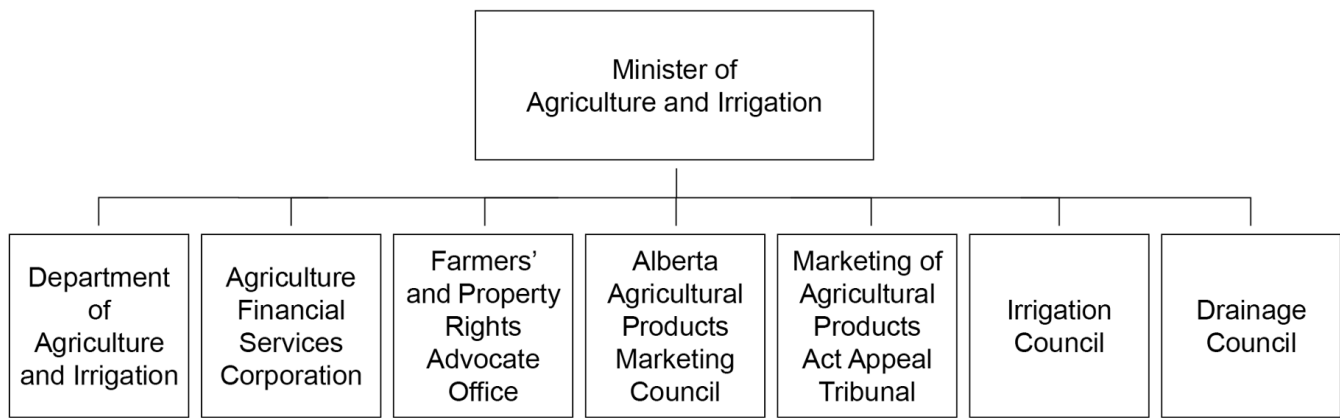 Minister of
Agriculture and Irrigation
Department
of
Agriculture
and Irrigation
Agriculture
Financial
Services
Corporation
Farmers’
and Property
Rights
Advocate
Office
Alberta
Agricultural
Products
Marketing
Council
Marketing of
Agricultural
Products
Act Appeal
Tribunal
Irrigation
Council
Drainage
Council